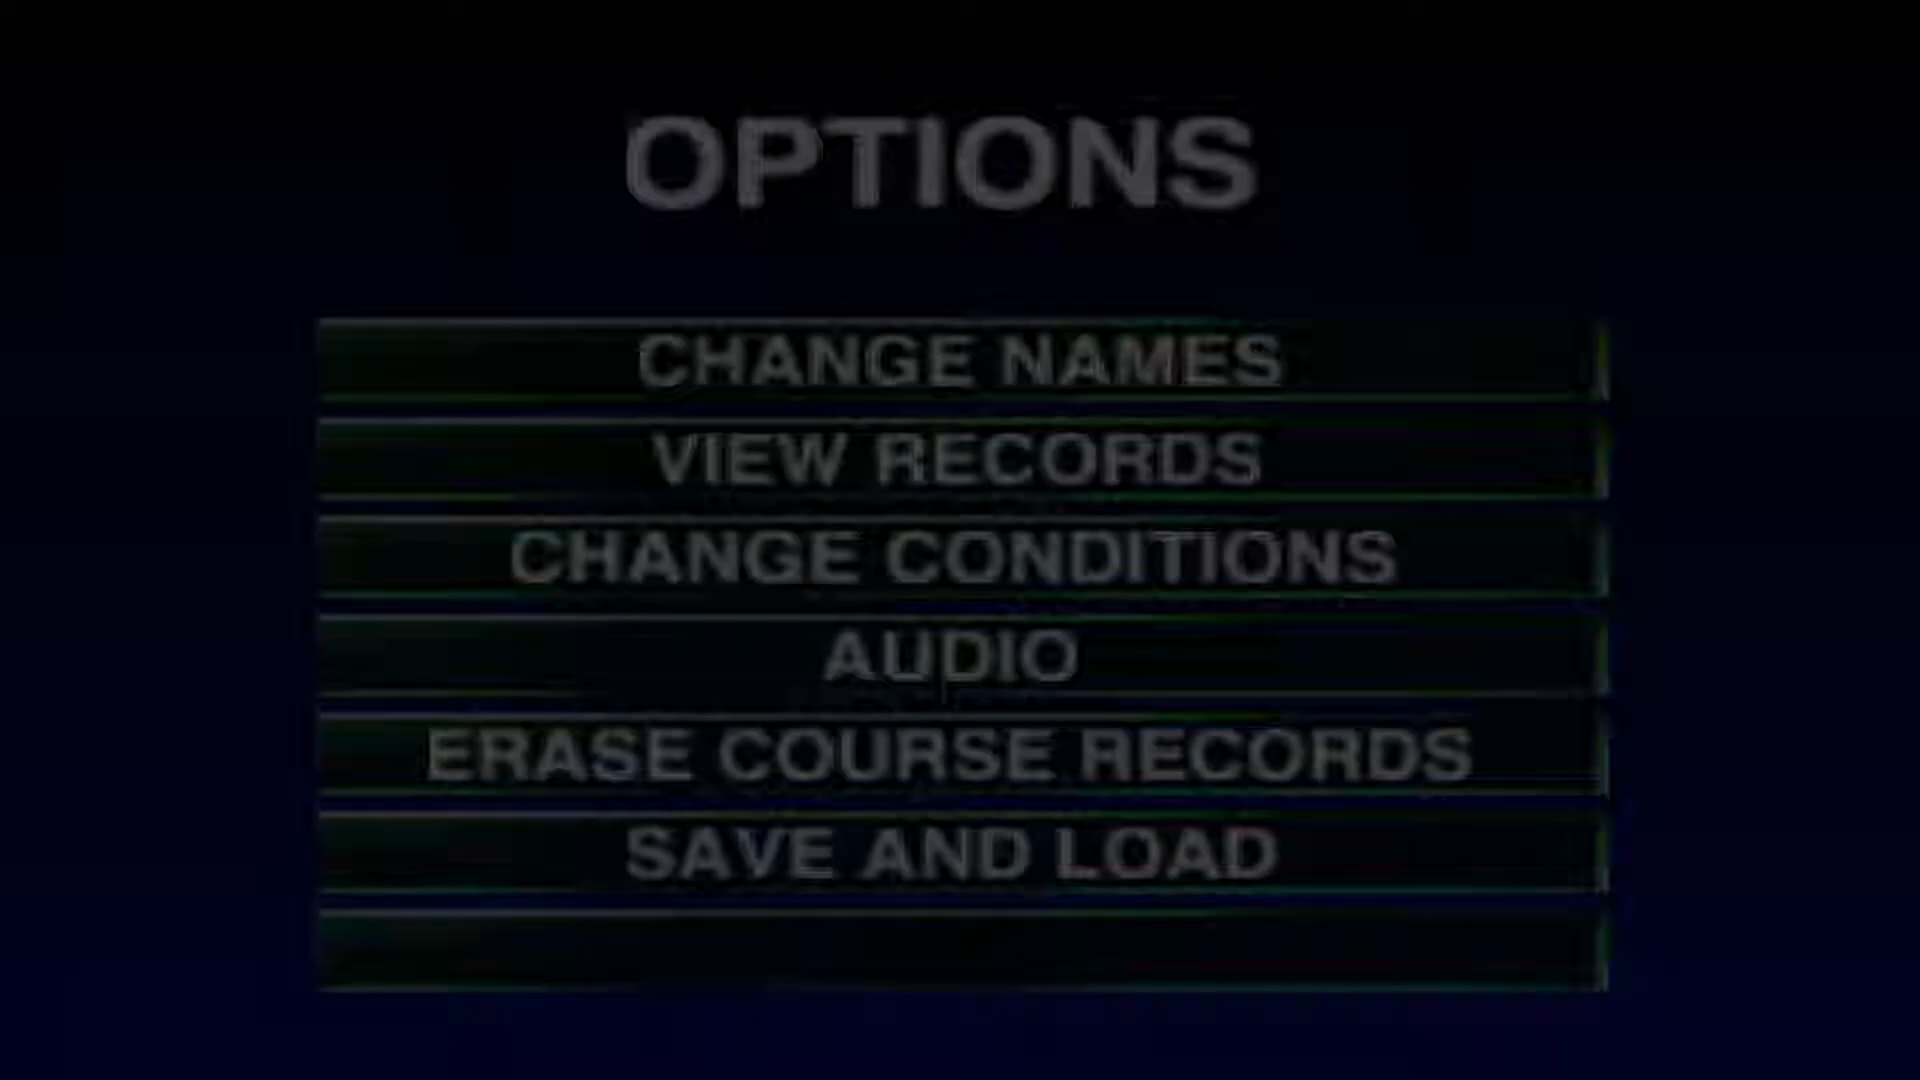 OPTIONS
CHANGE NAMES
VIEW RECORDS
CHANGE CONDITIONS
AUDIO
ERASE COURSE RECORDS
SAVE AND LOAD